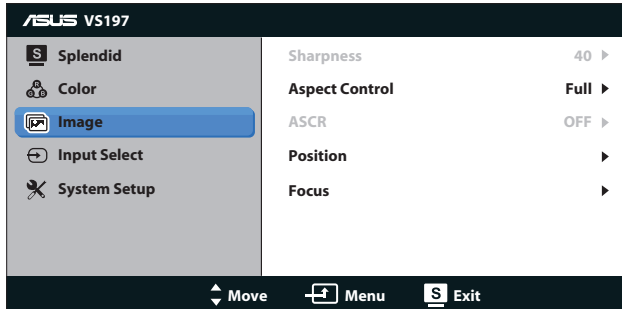 ASUS VS197
S Splendid
R G B Color
Image
Input Select
System Setup
Sharpness 40
Aspect Control Full
ASCR OFF
Position
Focus
Move Menu S Exit